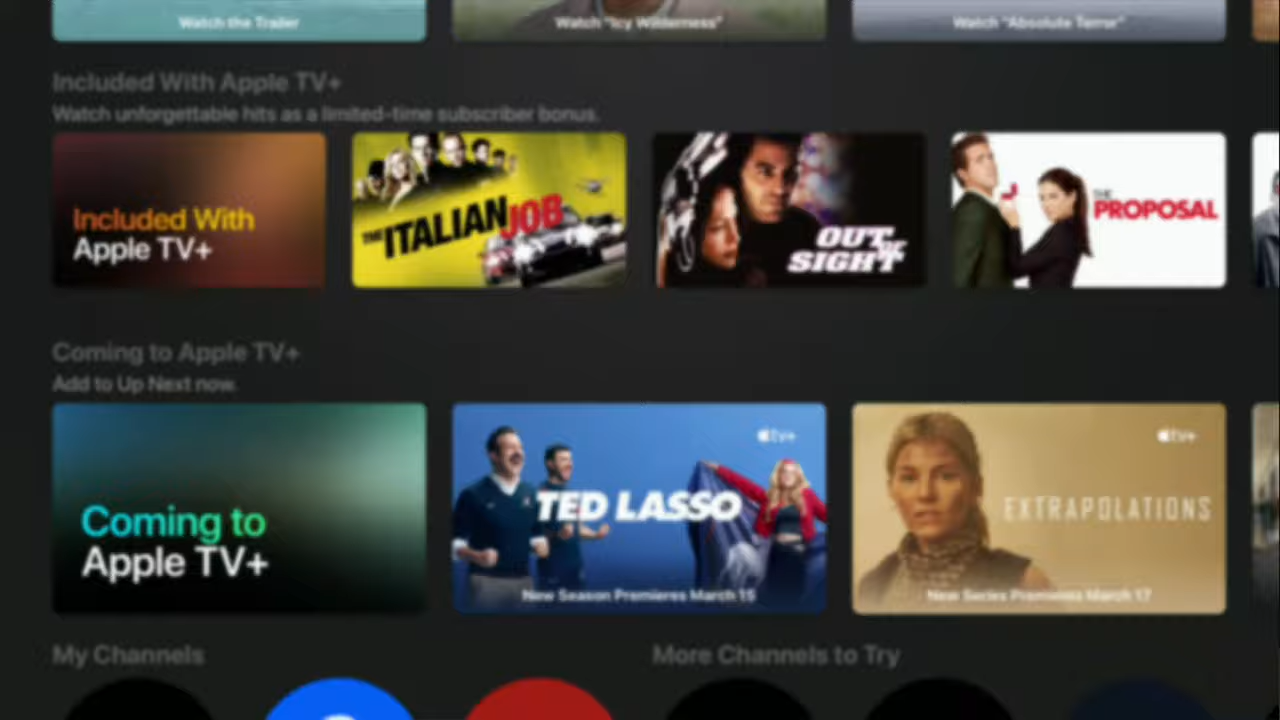 Watch the Trailer
Watch "Icy Wilderness"
Watch "Absolute Terror"
Included With Apple TV+
Watch unforgettable hits as a limited-time subscriber bonus.
Included With
Apple TV+
THE ITALIAN JOB
OUT OF
SIGHT
THE
PROPOSAL
Coming to Apple TV+
Add to Up Next now.
Coming to
Apple TV+
tv+
TED LASSO
New Season Premieres March 15
tv+
EXTRAPOLATIONS
New Series Premieres March 17
My Channels
More Channels to Try